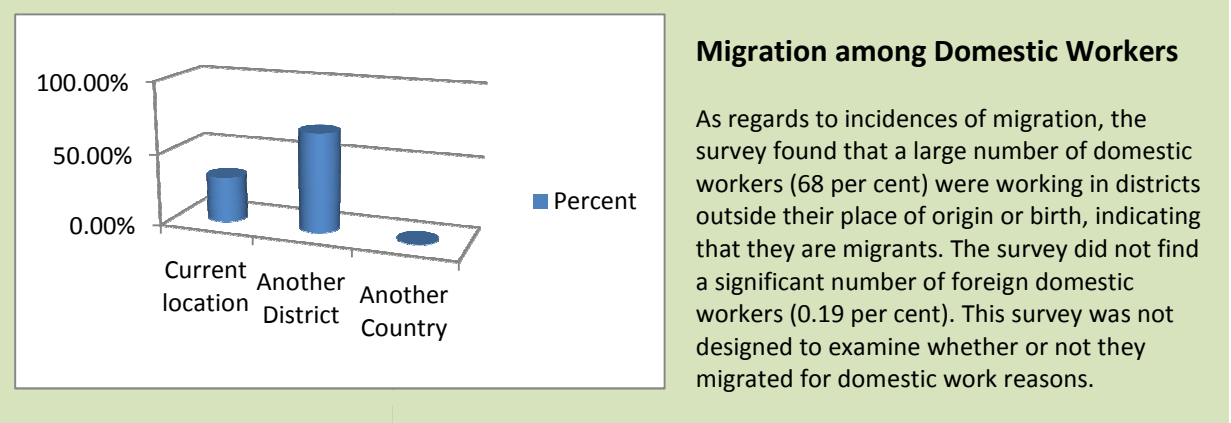 100.00%
50.00%
0.00%
Current
location
Another
District
Another
Country
Percent
Migration among Domestic Workers
As regards to incidences of migration, the
survey found that a large number of domestic
workers (68 per cent) were working in districts
outside their place of origin or birth, indicating
that they are migrants. The survey did not find
a significant number of foreign domestic
workers (0.19 per cent). This survey was not
designed to examine whether or not they
migrated for domestic work reasons.